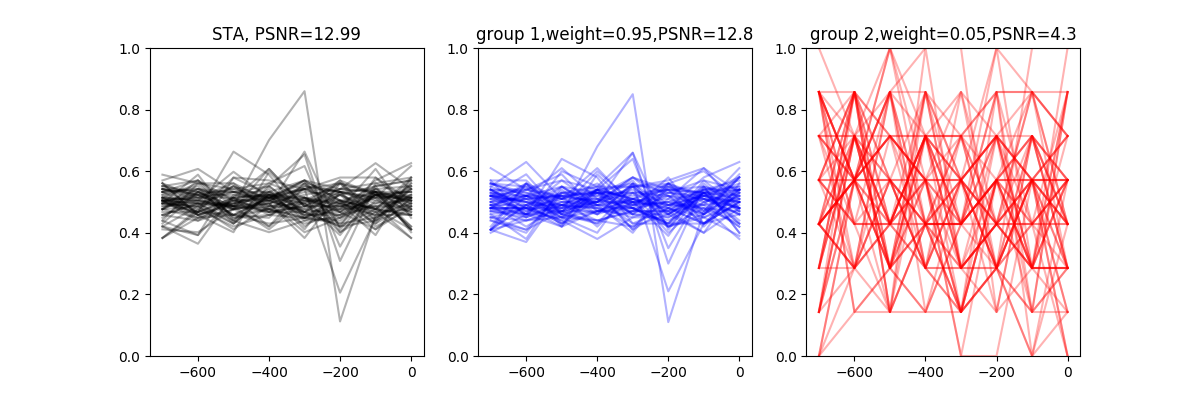 STA, PSNR=12.99
group 1,weight=0.95,PSNR=12.8
group 2,weight=0.05,PSNR=4.3
1.0 1.0 1.0
0.8 0.8 0.8
0.6 0.6 0.6
0.4 0.4 0.4
0.2 0.2 0.2
0.0 0.0 0.0
−600 −400 −200 0 −600 −400 −200 0 −600 −400 −200 0